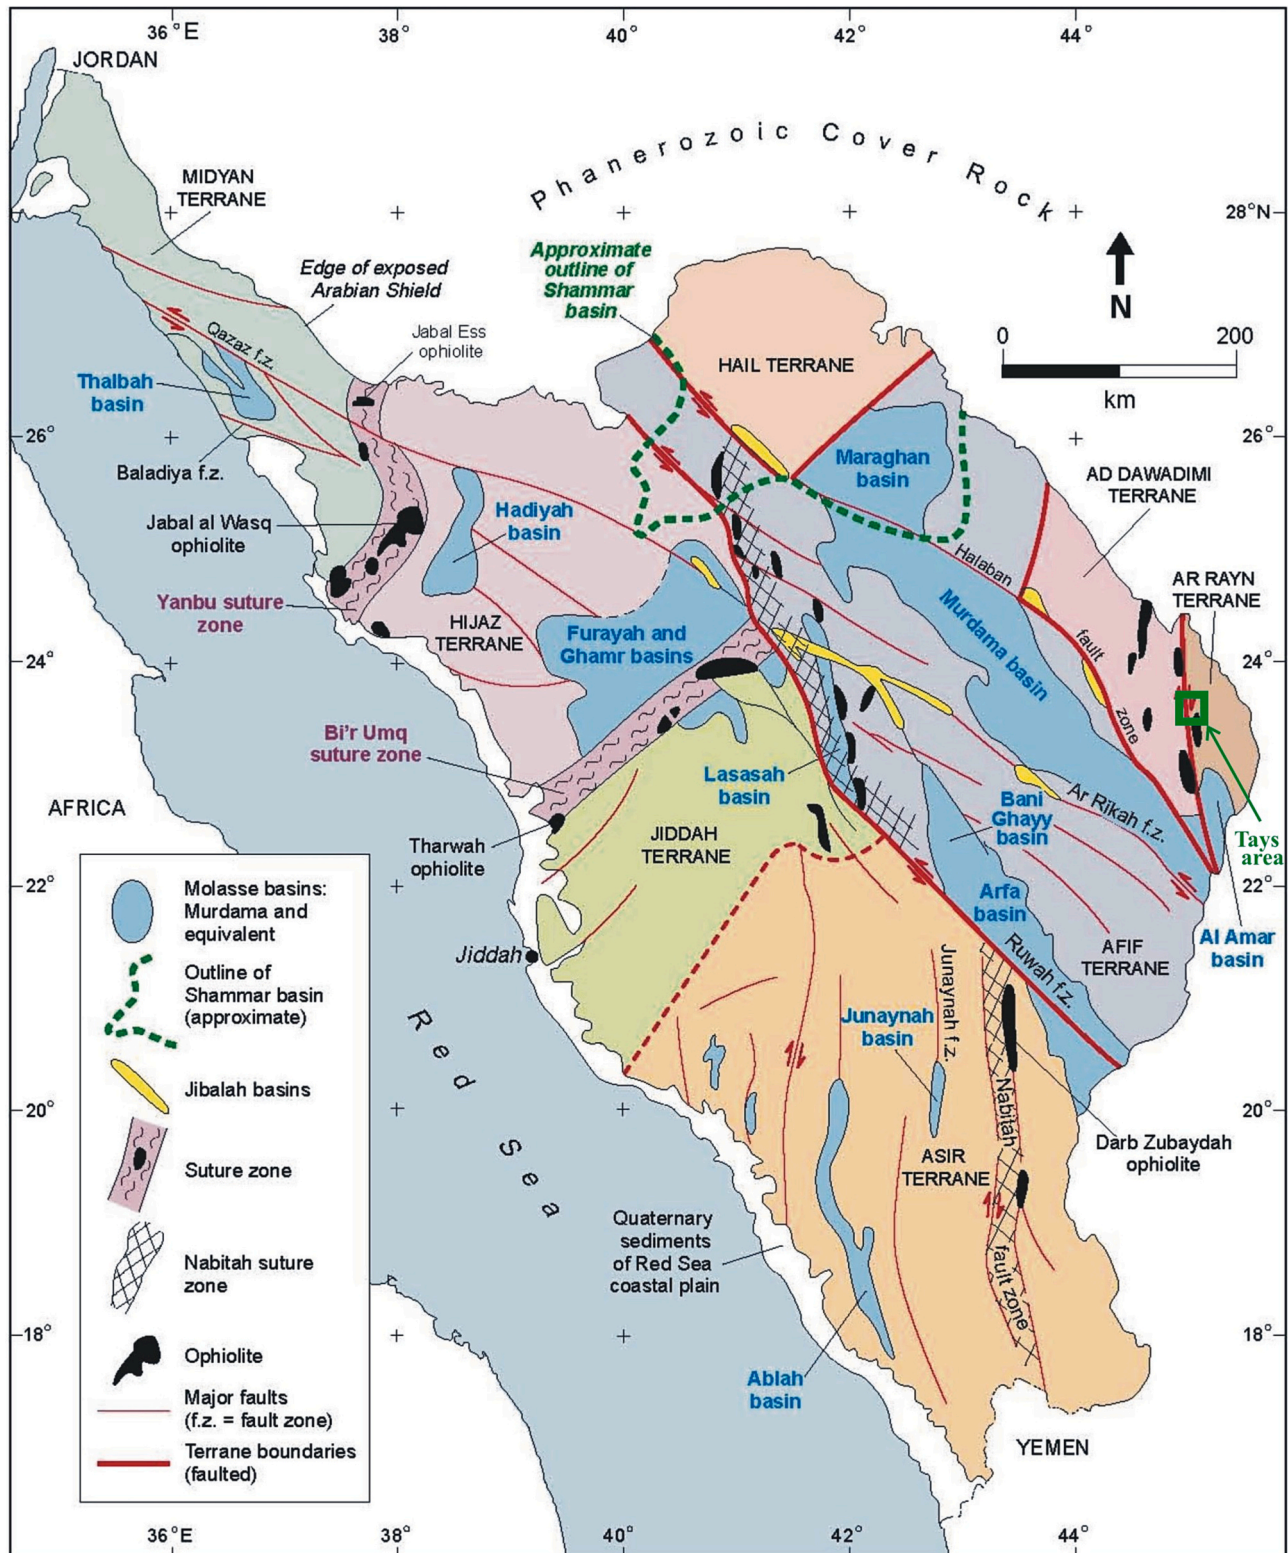 36°E
38°
40°
42°
44°
JORDAN
Phanerozoic Cover Rock
MIDYAN
TERRANE
28°N
Approximate
outline of
Shammar
basin
Edge of exposed
Arabian Shield
N
0
200
km
Jabal Ess
ophiolite
Qazaz f.z.
HAIL TERRANE
Thalbah
basin
26°
26°
Maraghan
basin
Baladiya f.z.
AD DAWADIMI
TERRANE
Hadiyah
basin
Jabal al Wasq
ophiolite
Halaban
fault
zone
AR RAYN
TERRANE
Yanbu suture
zone
HIJAZ
TERRANE
Furayah and
Ghamr basins
Murdama basin
24°
24°
Bi'r Umq
suture zone
Lasasah
basin
Bani
Ghayy
basin
Ar Rikah f.z.
AFRICA
Tharwah
ophiolite
JIDDAH
TERRANE
Tays
area
22°
22°
Arfa
basin
AFIF
TERRANE
Al Amar
basin
Jiddah
Ruwah f.z.
Red Sea
Junaynah
basin
Junaynah f.z.
20°
20°
Nabitah
fault zone
Darb Zubaydah
ophiolite
ASIR
TERRANE
Quaternary
sediments
of Red Sea
coastal plain
18°
18°
Ablah
basin
YEMEN
Molasse basins:
Murdama and
equivalent
Outline of
Shammar basin
(approximate)
Jibalah basins
Suture zone
Nabitah suture
zone
Ophiolite
Major faults
(f.z. = fault zone)
Terrane boundaries
(faulted)
36°E
38°
40°
42°
44°